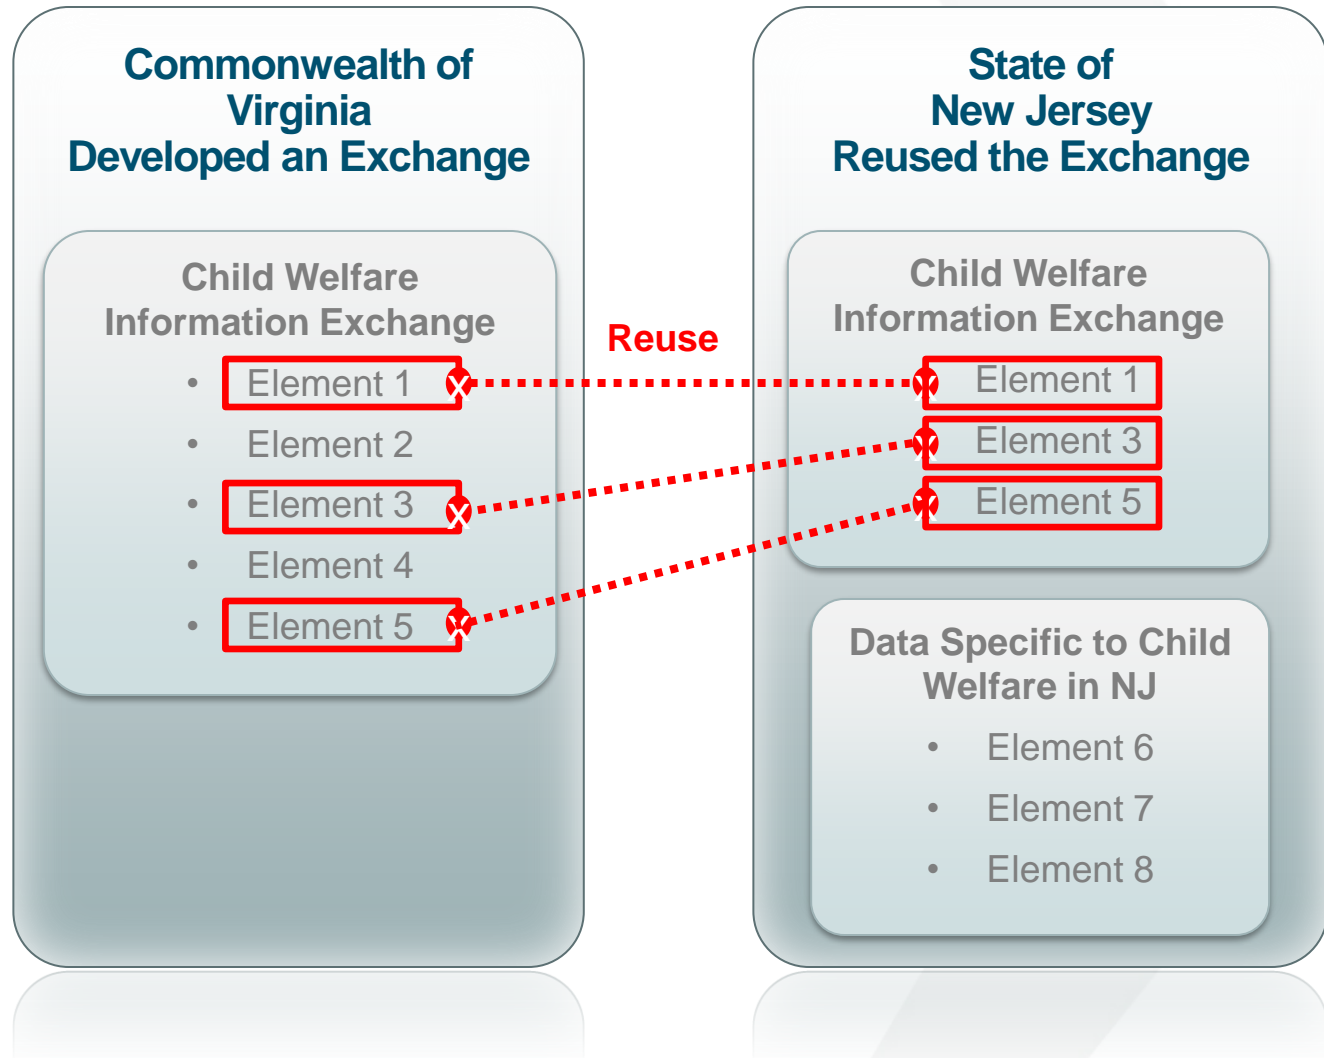 Commonwealth of
Virginia
Developed an Exchange
Child Welfare
Information Exchange
• Element 1 x
• Element 2
• Element 3 x
• Element 4
• Element 5 x
Reuse
State of
New Jersey
Reused the Exchange
Child Welfare
Information Exchange
x Element 1
x Element 3
x Element 5
Data Specific to Child
Welfare in NJ
• Element 6
• Element 7
• Element 8